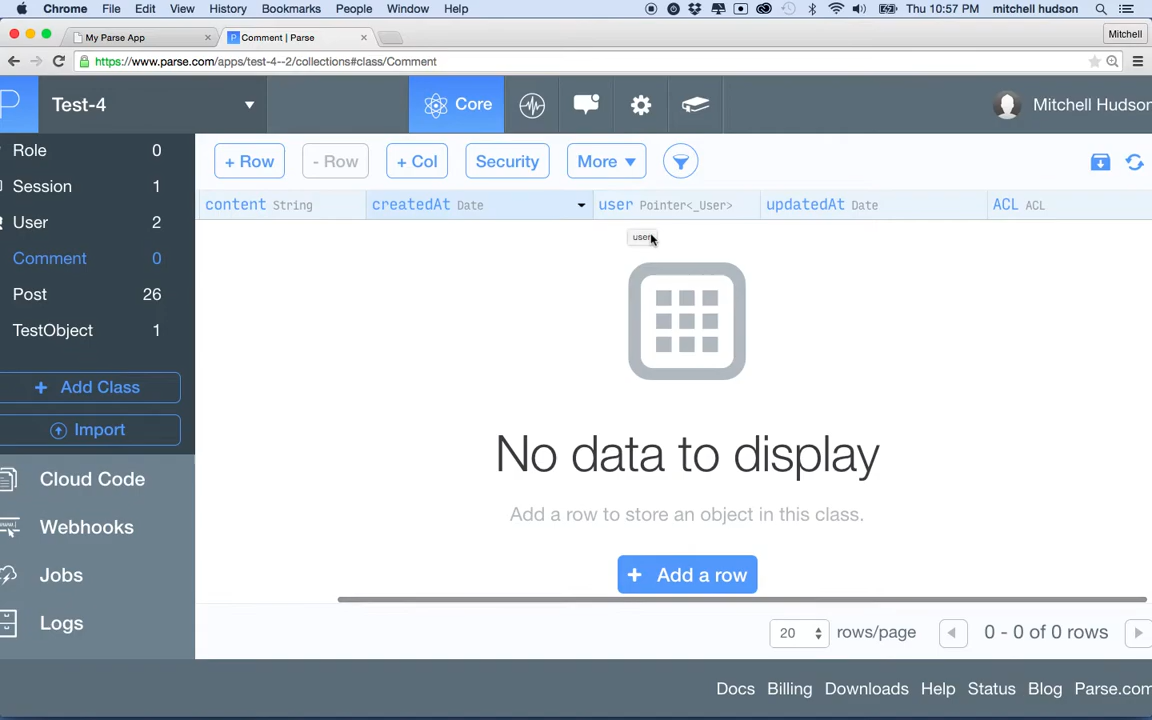 Chrome File Edit View History Bookmarks People Window Help Thu 10:57 PM mitchell hudson
My Parse App Comment | Parse Mitchell
https://www.parse.com/apps/test-4--2/collections#class/Comment
P Test-4 Core Mitchell Hudson
Role 0
Session 1
User 2
Comment 0
Post 26
TestObject 1
+ Add Class
Import
Cloud Code
Webhooks
Jobs
Logs
+ Row - Row + Col Security More
content String createdAt Date user Pointer<_User> updatedAt Date ACL ACL
user
No data to display
Add a row to store an object in this class.
+ Add a row
20 rows/page 0 - 0 of 0 rows
Docs Billing Downloads Help Status Blog Parse.com